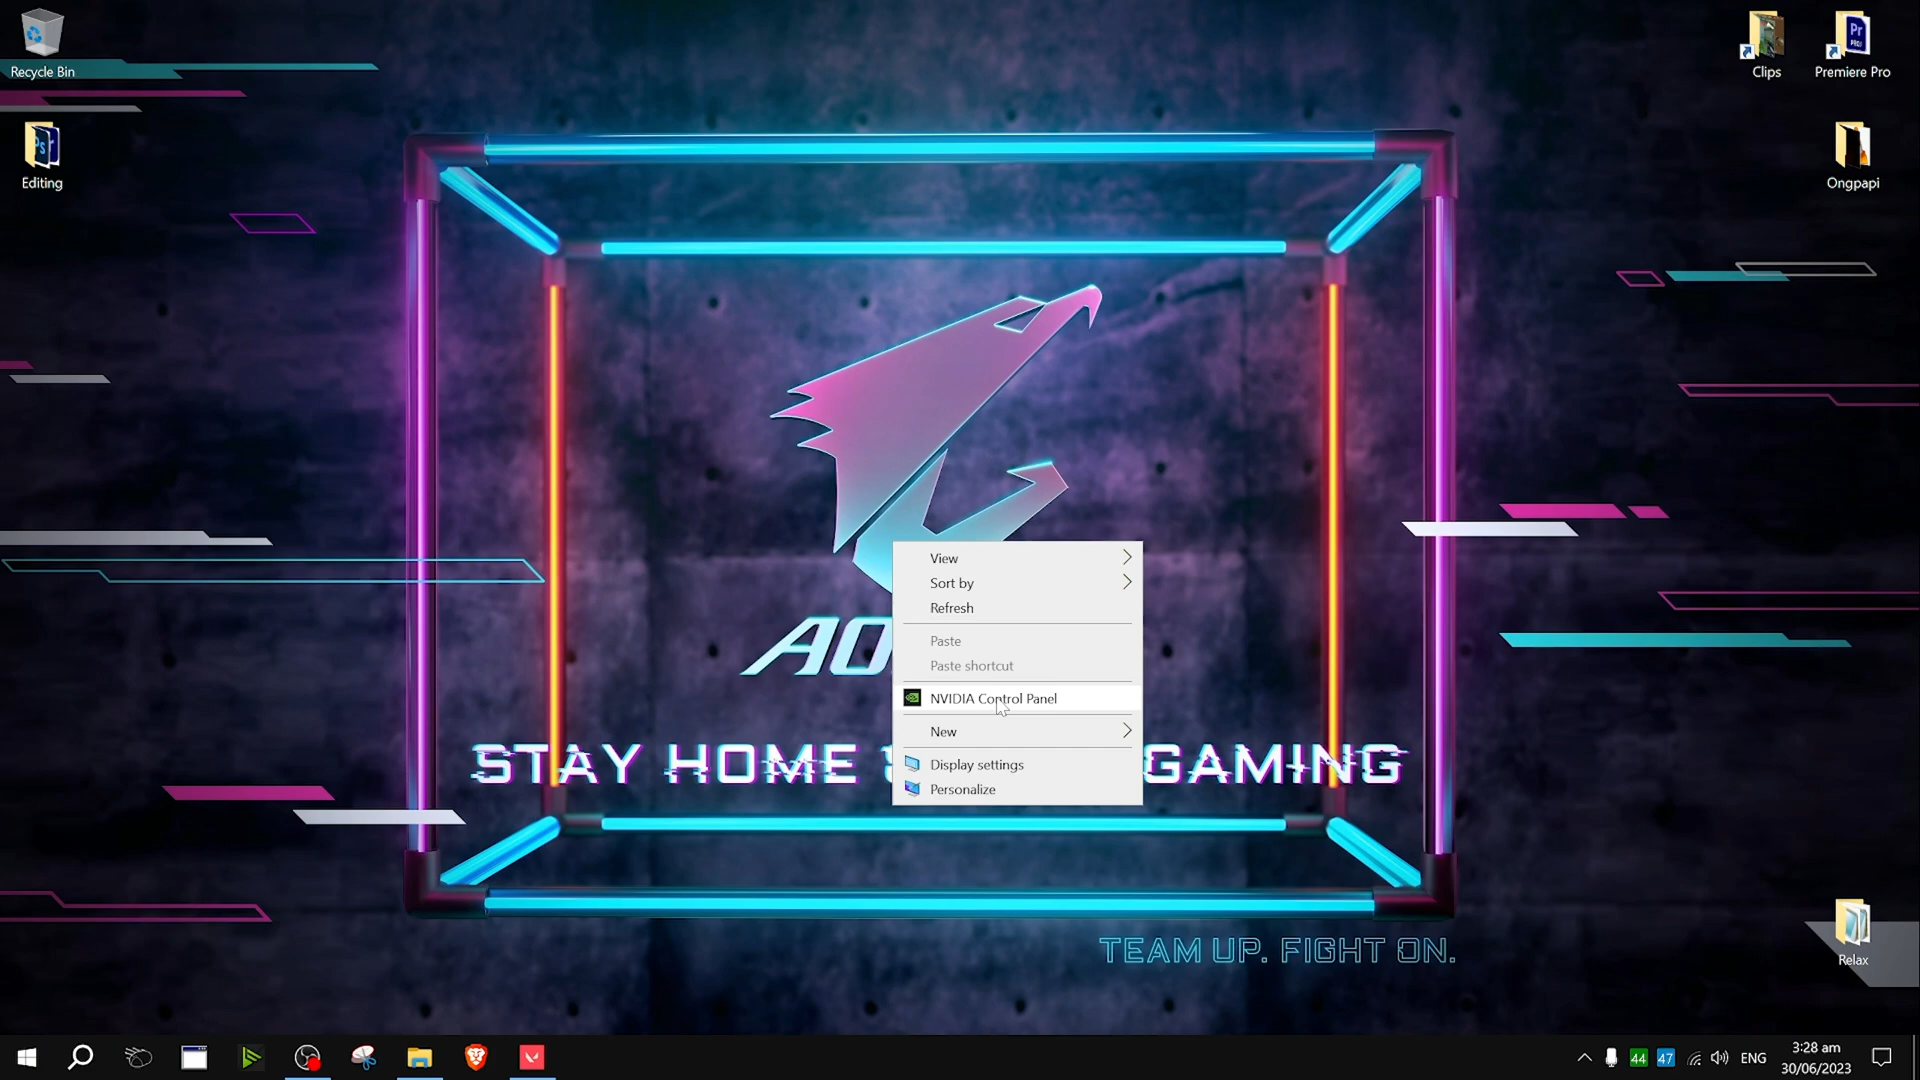 Recycle Bin
Clips
Premiere Pro
Editing
Ongpapi
View
Sort by
Refresh
Paste
Paste shortcut
NVIDIA Control Panel
New
Display settings
Personalize
AO
STAY HOME
GAMING
TEAM UP. FIGHT ON.
Relax
44
47
ENG
3:28 am
30/06/2023